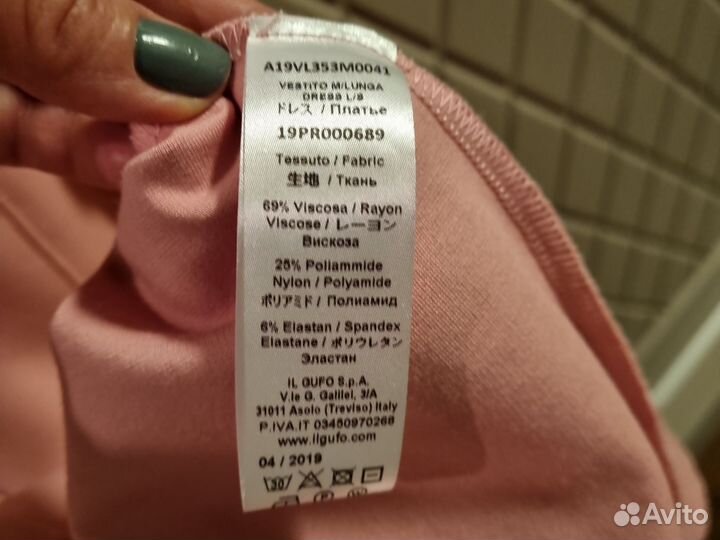 A19VL353M0041
VESTITO M/LUNGA
DRESS L/S
ドレス / Платье
19PR000689
Tessuto / Fabric
生地 / Ткань
69% Viscosa / Rayon
Viscose / レーヨン
Вискоза
25% Poliammide
Nylon / Polyamide
ポリアミド / Полиамид
6% Elastan / Spandex
Elastane / ポリウレタン
Эластан
IL GUFO S.p.A.
V.le G. Galilei, 3/A
31011 Asolo (Treviso) Italy
P.IVA.IT 03450970268
www.ilgufo.com
04 / 2019
30
P
Avito